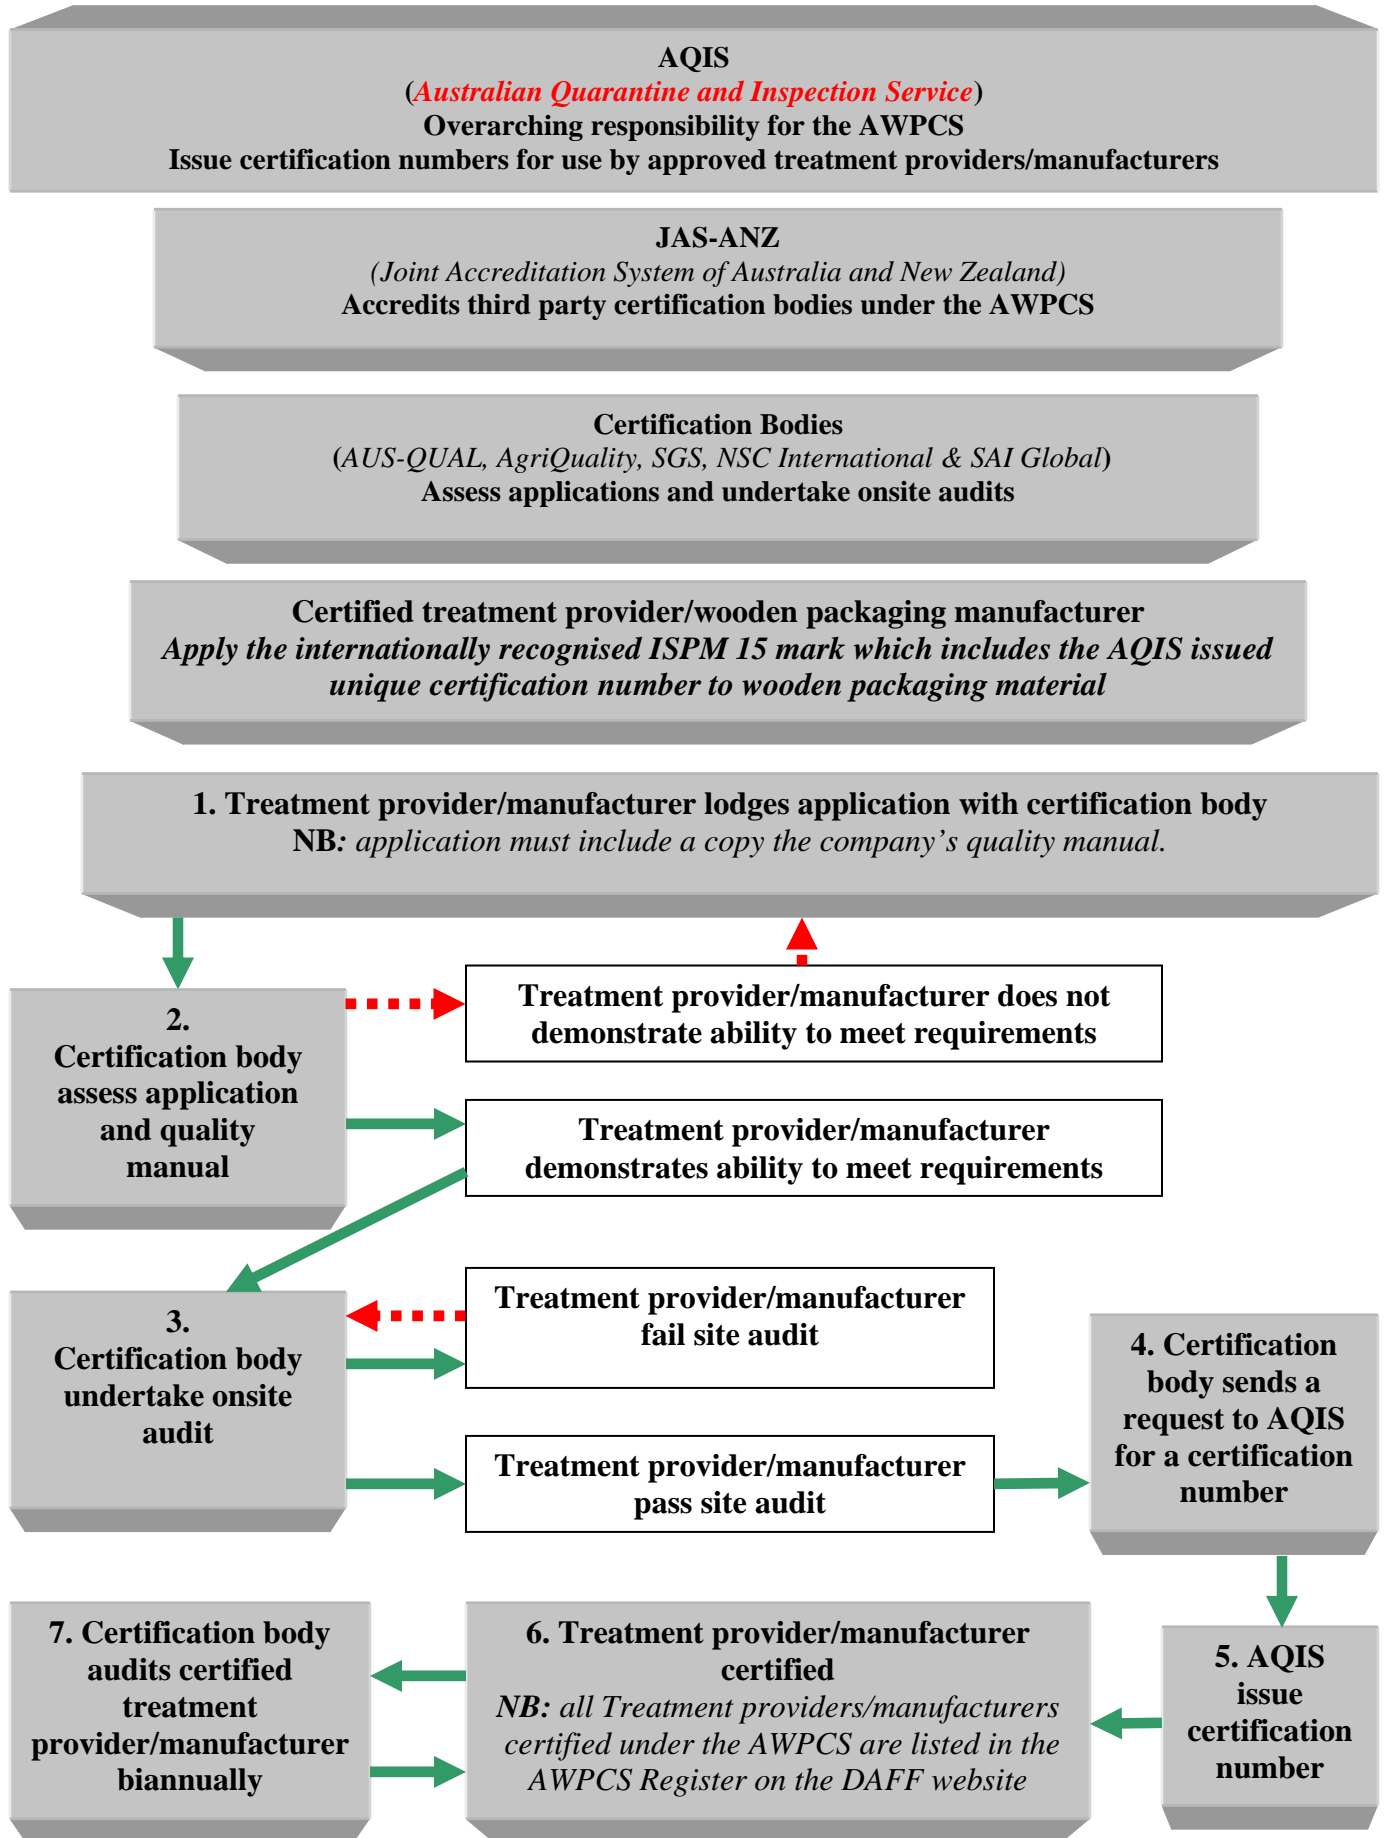 AQIS
(Australian Quarantine and Inspection Service)
Overarching responsibility for the AWPCS
Issue certification numbers for use by approved treatment providers/manufacturers
JAS-ANZ
(Joint Accreditation System of Australia and New Zealand)
Accredits third party certification bodies under the AWPCS
Certification Bodies
(AUS-QUAL, AgriQuality, SGS, NSC International & SAI Global)
Assess applications and undertake onsite audits
Certified treatment provider/wooden packaging manufacturer
Apply the internationally recognised ISPM 15 mark which includes the AQIS issued
unique certification number to wooden packaging material
1. Treatment provider/manufacturer lodges application with certification body
NB: application must include a copy the company's quality manual.
Treatment provider/manufacturer does not
demonstrate ability to meet requirements
2.
Certification body
assess application
and quality
manual
Treatment provider/manufacturer
demonstrates ability to meet requirements
Treatment provider/manufacturer
fail site audit
3.
Certification body
undertake onsite
audit
Treatment provider/manufacturer
pass site audit
4. Certification
body sends a
request to AQIS
for a certification
number
7. Certification body
audits certified
treatment
provider/manufacturer
biannually
6. Treatment provider/manufacturer
certified
NB: all Treatment providers/manufacturers
certified under the AWPCS are listed in the
AWPCS Register on the DAFF website
5. AQIS
issue
certification
number